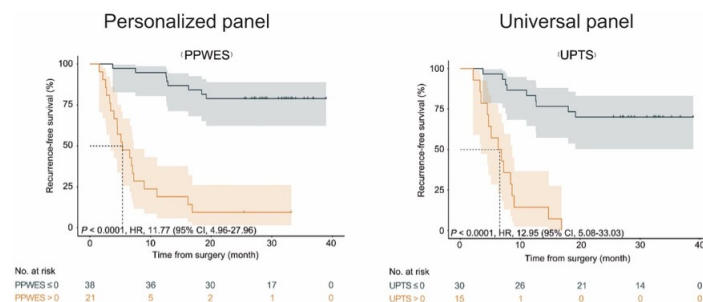 Personalized panel
(PPWES)
Recurrence-free survival (%)
100
75
50
25
0
P < 0.0001, HR, 11.77 (95% CI, 4.96-27.96)
0 10 20 30 40
Time from surgery (month)
No. at risk
PPWES ≤ 0 38 36 30 17 0
PPWES > 0 21 5 2 1 0
Universal panel
(UPTS)
Recurrence-free survival (%)
100
75
50
25
0
P < 0.0001, HR, 12.95 (95% CI, 5.08-33.03)
0 10 20 30 40
Time from surgery (month)
No. at risk
UPTS ≤ 0 30 26 21 14 0
UPTS > 0 15 1 0 0 0